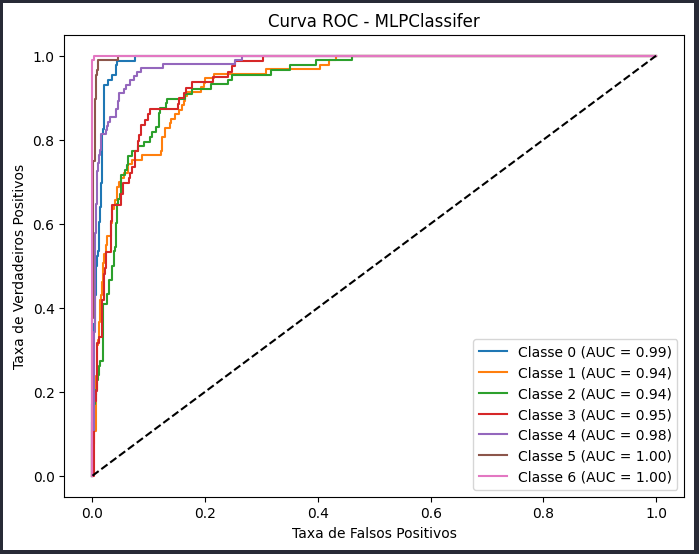 Curva ROC - MLPClassifer
1.0
0.8
0.6
0.4
0.2
0.0
Taxa de Verdadeiros Positivos
Classe 0 (AUC = 0.99)
Classe 1 (AUC = 0.94)
Classe 2 (AUC = 0.94)
Classe 3 (AUC = 0.95)
Classe 4 (AUC = 0.98)
Classe 5 (AUC = 1.00)
Classe 6 (AUC = 1.00)
0.0 0.2 0.4 0.6 0.8 1.0
Taxa de Falsos Positivos